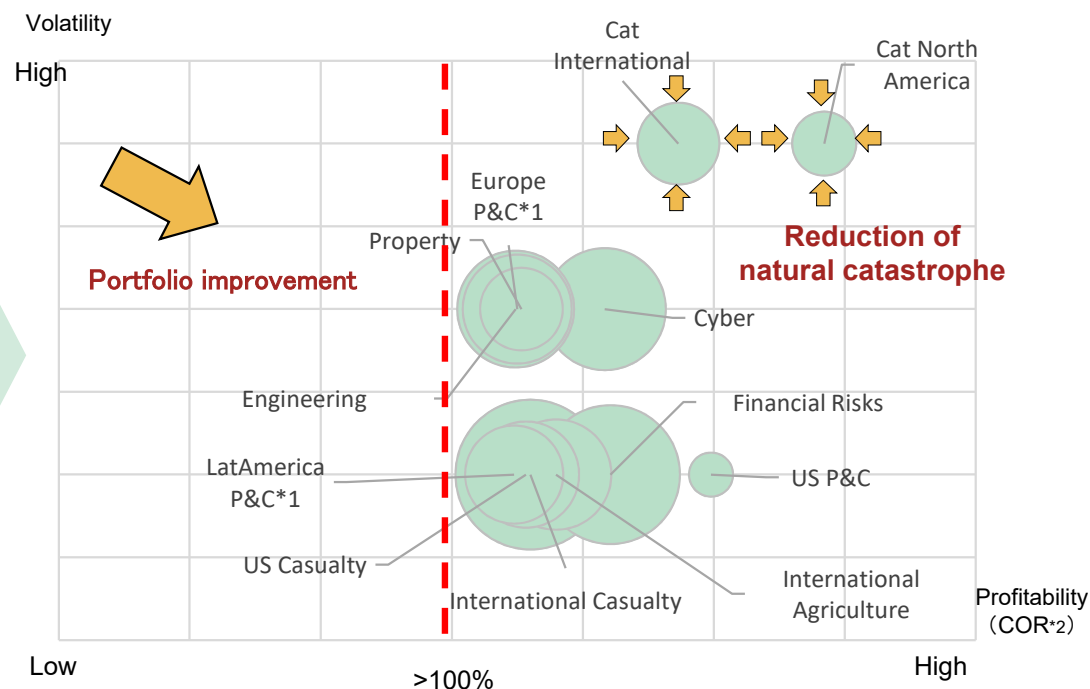 Volatility
High
Cat
International
Cat North
America
Europe
P&C*1
Property
Reduction of
natural catastrophe
Portfolio improvement
Cyber
Engineering
Financial Risks
LatAmerica
P&C*1
US P&C
US Casualty
International Casualty
International
Agriculture
Profitability
（COR*2）
Low
>100%
High